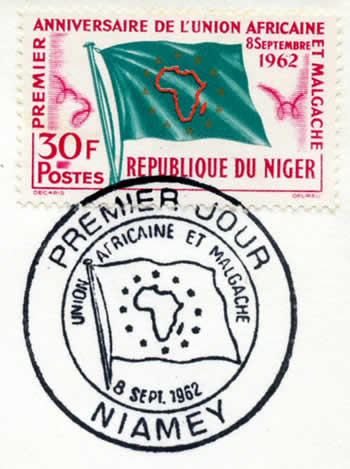 PREMIER
ANNIVERSAIRE DE L'UNION AFRICAINE
ET MALGACHE
8 SEPTEMBRE
1962
30F
POSTES
REPUBLIQUE DU NIGER
DECARIS
DELRIEU
PREMIER JOUR
UNION AFRICAINE ET MALGACHE
8 SEPT. 1962
NIAMEY